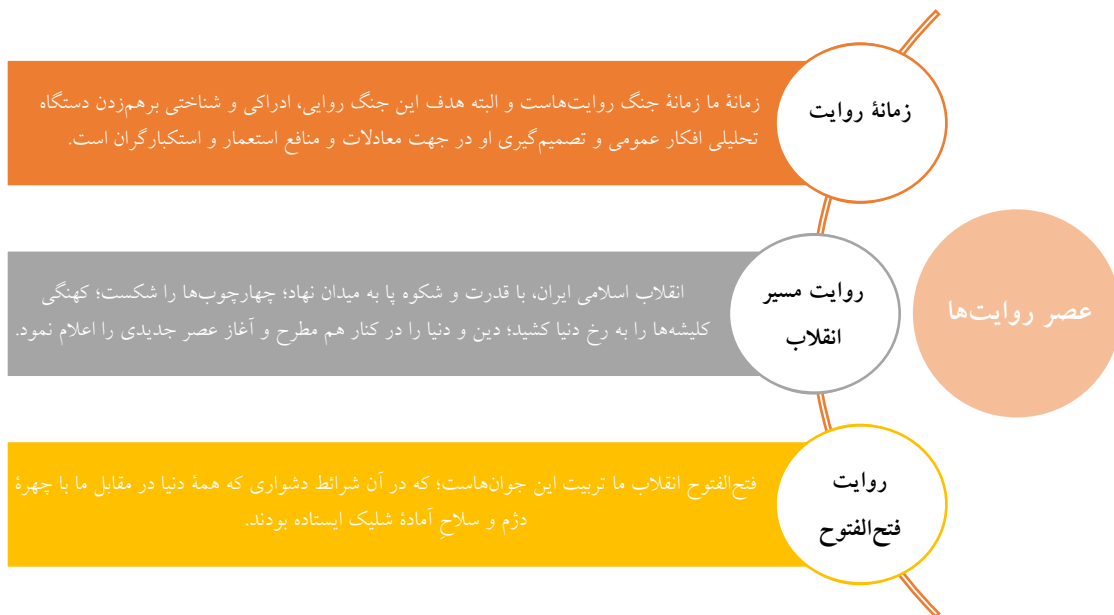 عصر روایت‌ها
زمانهٔ روایت
زمانهٔ ما زمانهٔ جنگ روایت‌هاست و البته هدف این جنگ روایی، ادراکی و شناختی برهم‌زدن دستگاه
تحلیلی افکار عمومی و تصمیم‌گیری او در جهت معادلات و منافع استعمار و استکبارگران است.
روایت مسیر
انقلاب
انقلاب اسلامی ایران، با قدرت و شکوه پا به میدان نهاد؛ چهارچوب‌ها را شکست؛ کهنگی
کلیشه‌ها را به رخ دنیا کشید؛ دین و دنیا را در کنار هم مطرح و آغاز عصر جدیدی را اعلام نمود.
روایت
فتح‌الفتوح
فتح‌الفتوح انقلاب ما تربیت این جوان‌هاست؛ که در آن شرائط دشواری که همهٔ دنیا در مقابل ما با چهرهٔ
دژم و سلاحِ آمادهٔ شلیک ایستاده بودند.